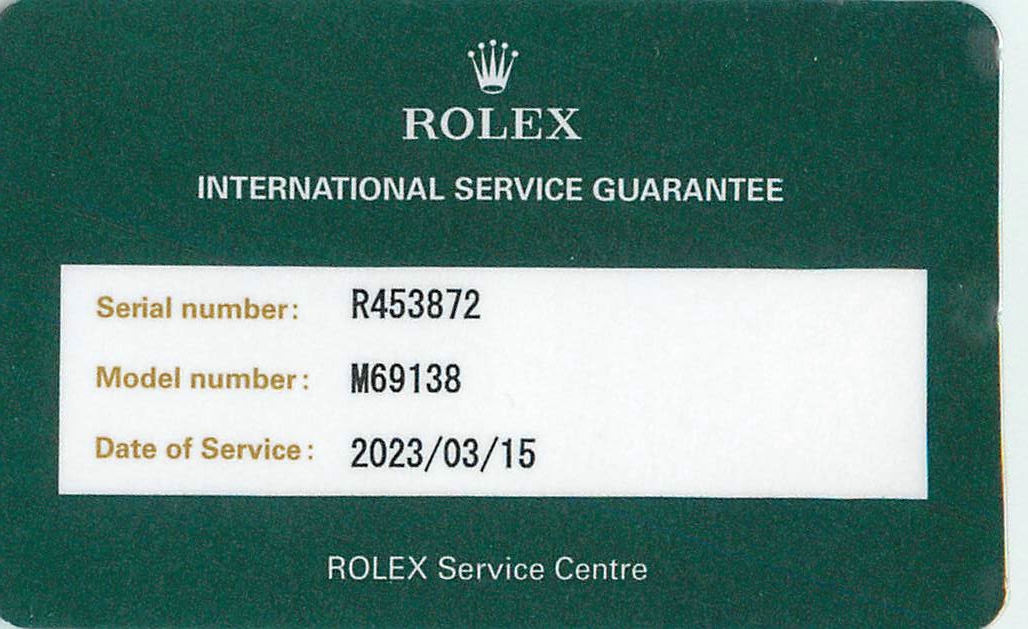 ROLEX
INTERNATIONAL SERVICE GUARANTEE
Serial number: R453872
Model number: M69138
Date of Service: 2023/03/15
ROLEX Service Centre